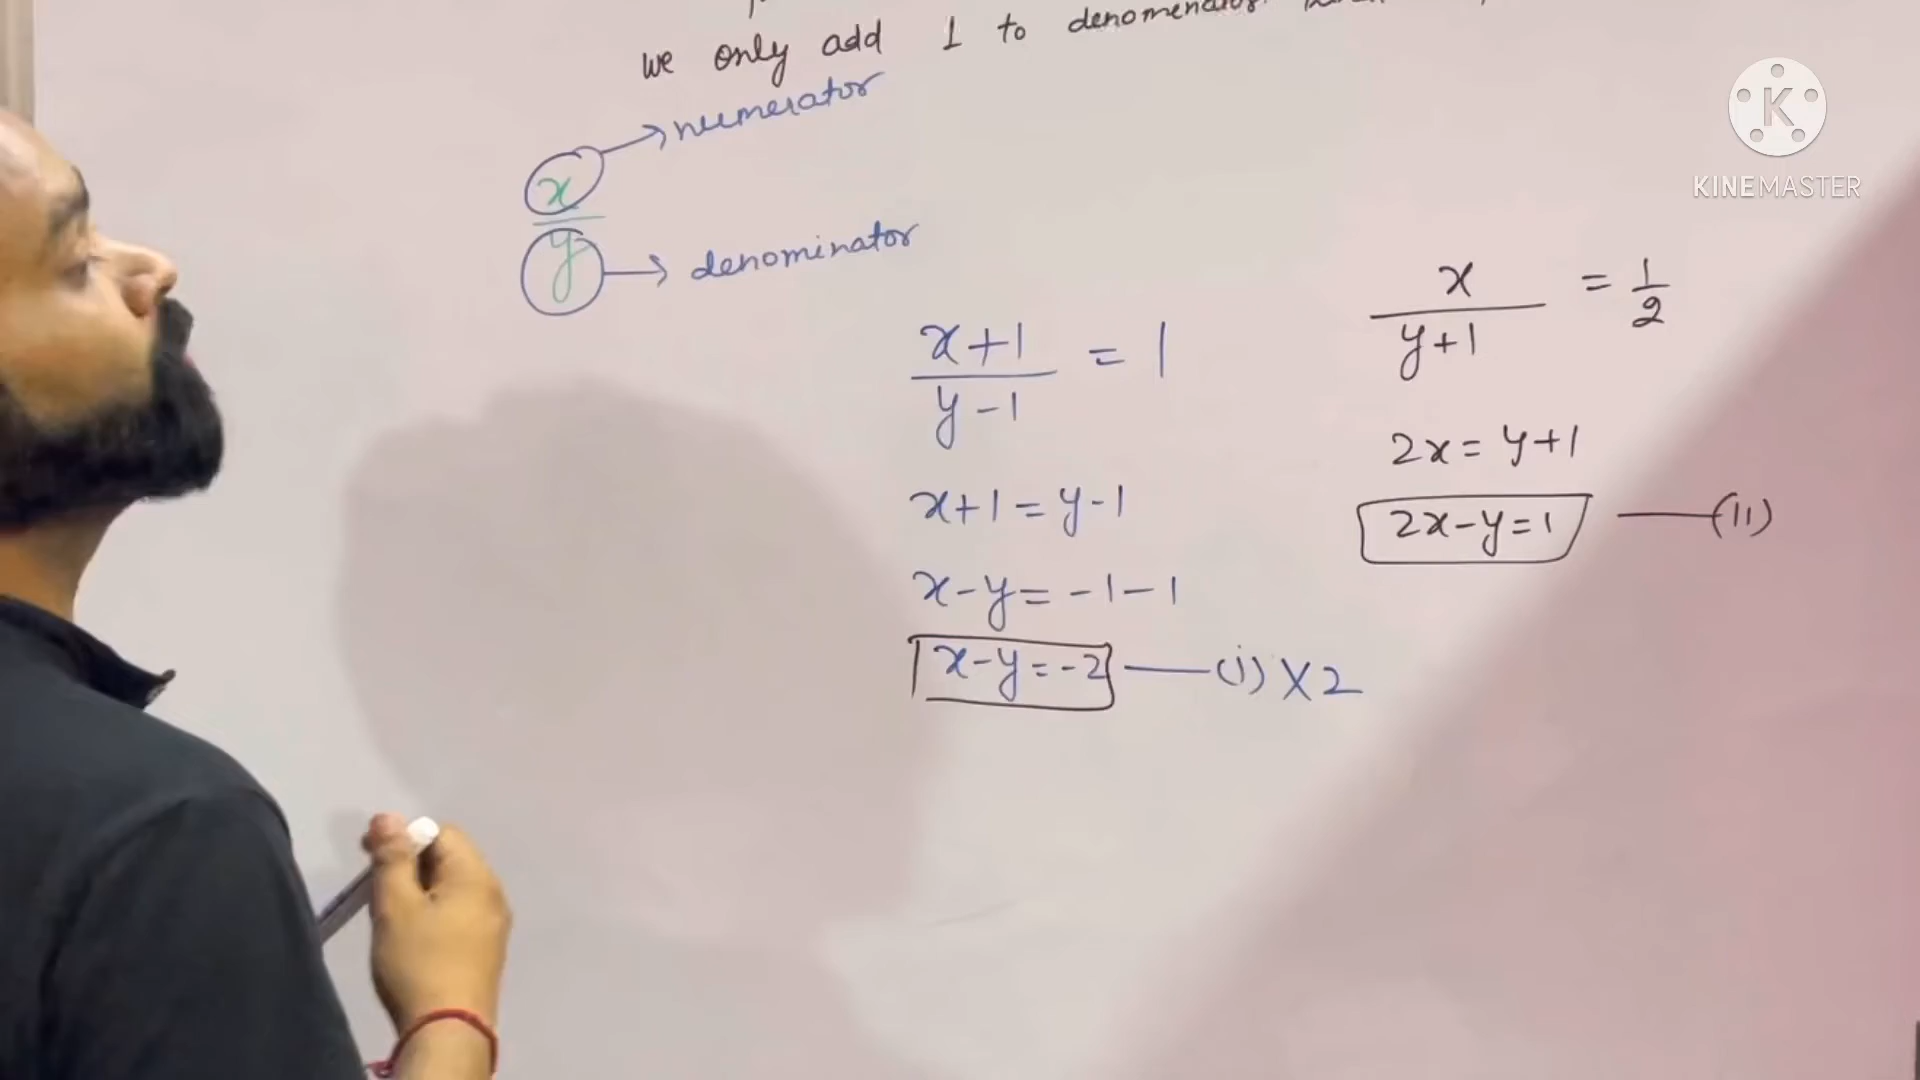 we only add 1 to
x → numerator
y → denominator
x+1 / y-1 = 1
x+1 = y-1
x-y = -1-1
x-y = -2 —(i) X 2
x / y+1 = 1/2
2x = y+1
2x-y = 1 —(ii)
K
KINEMASTER